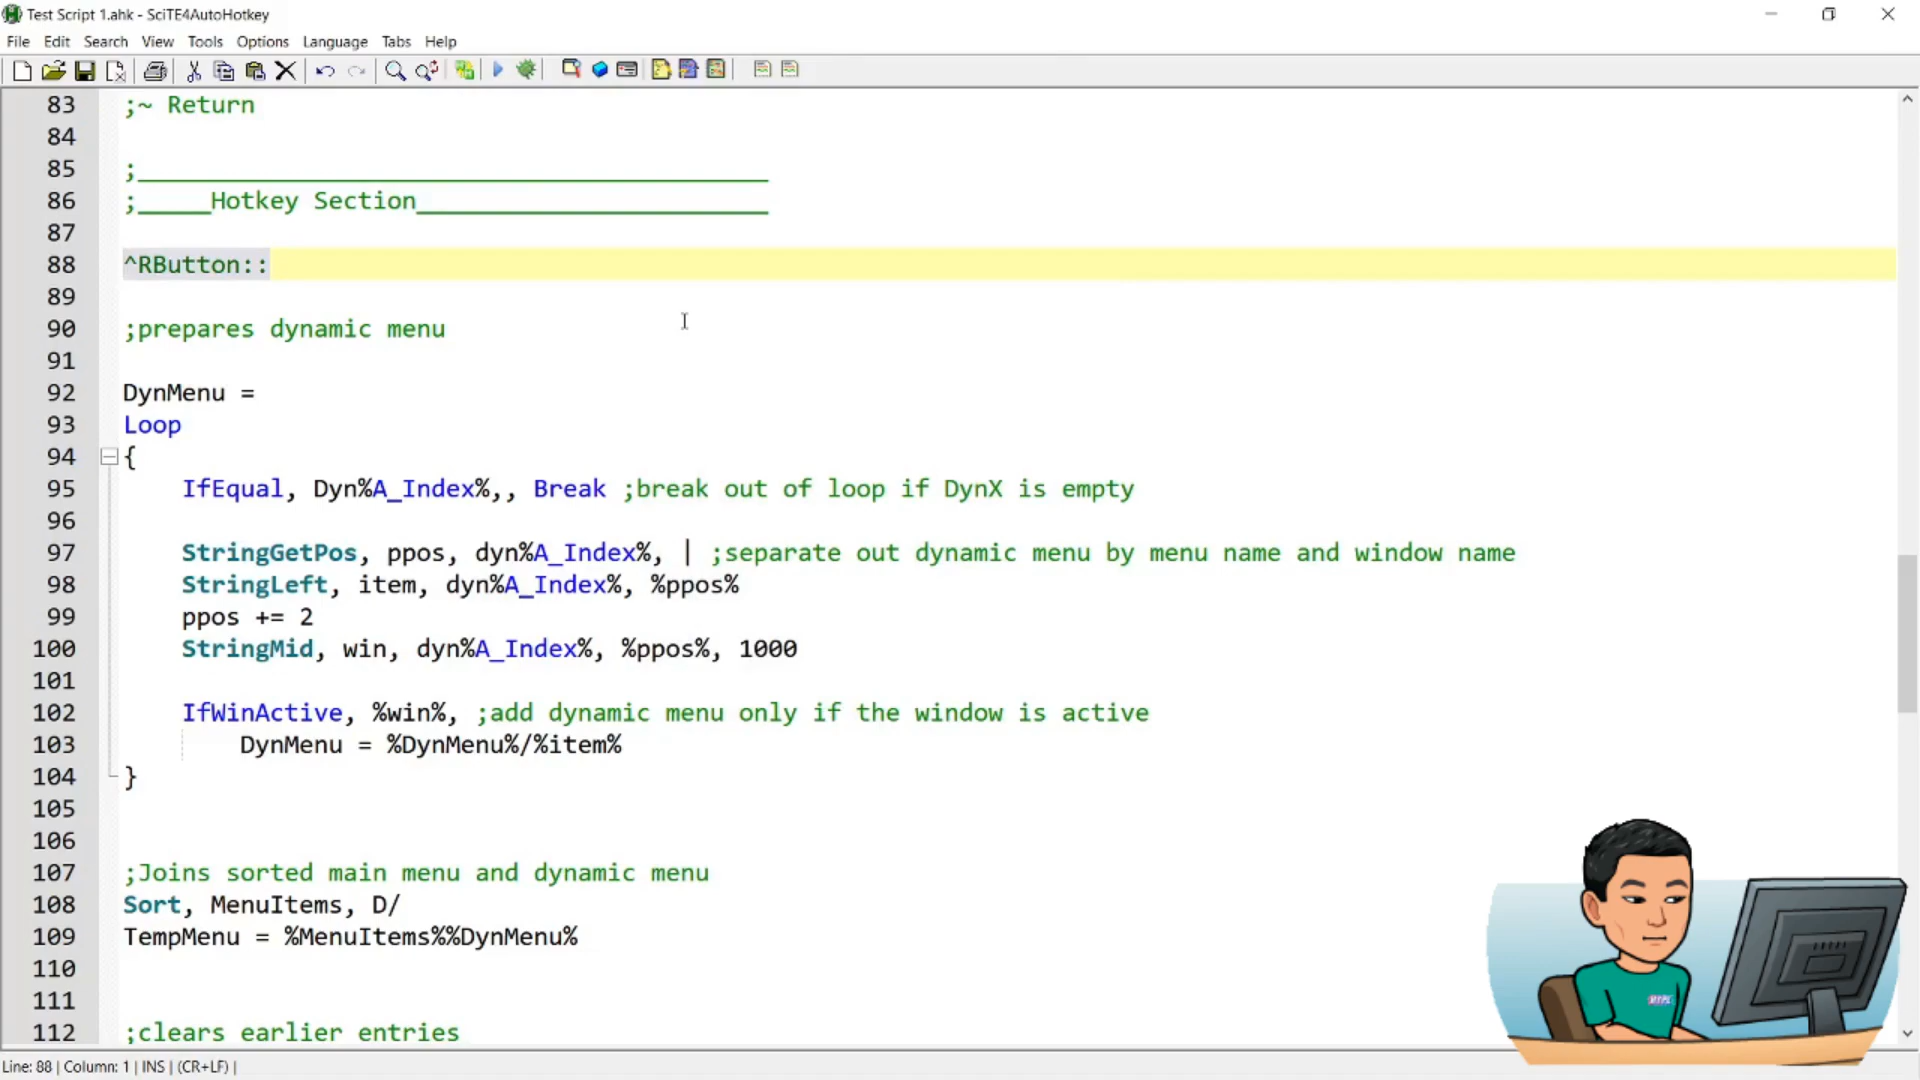 Test Script 1.ahk - SciTE4AutoHotkey
File Edit Search View Tools Options Language Tabs Help
83 ;~ Return
84
85 ;___________________________________________
86 ;_____Hotkey Section________________________
87
88 ^RButton::
89
90 ;prepares dynamic menu
91
92 DynMenu =
93 Loop
94 {
95 IfEqual, Dyn%A_Index%,, Break ;break out of loop if DynX is empty
96
97 StringGetPos, ppos, dyn%A_Index%, | ;separate out dynamic menu by menu name and window name
98 StringLeft, item, dyn%A_Index%, %ppos%
99 ppos += 2
100 StringMid, win, dyn%A_Index%, %ppos%, 1000
101
102 IfWinActive, %win%, ;add dynamic menu only if the window is active
103 DynMenu = %DynMenu%/%item%
104 }
105
106
107 ;Joins sorted main menu and dynamic menu
108 Sort, MenuItems, D/
109 TempMenu = %MenuItems%%DynMenu%
110
111
112 ;clears earlier entries
Line: 88 | Column: 1 | INS | (CR+LF) |